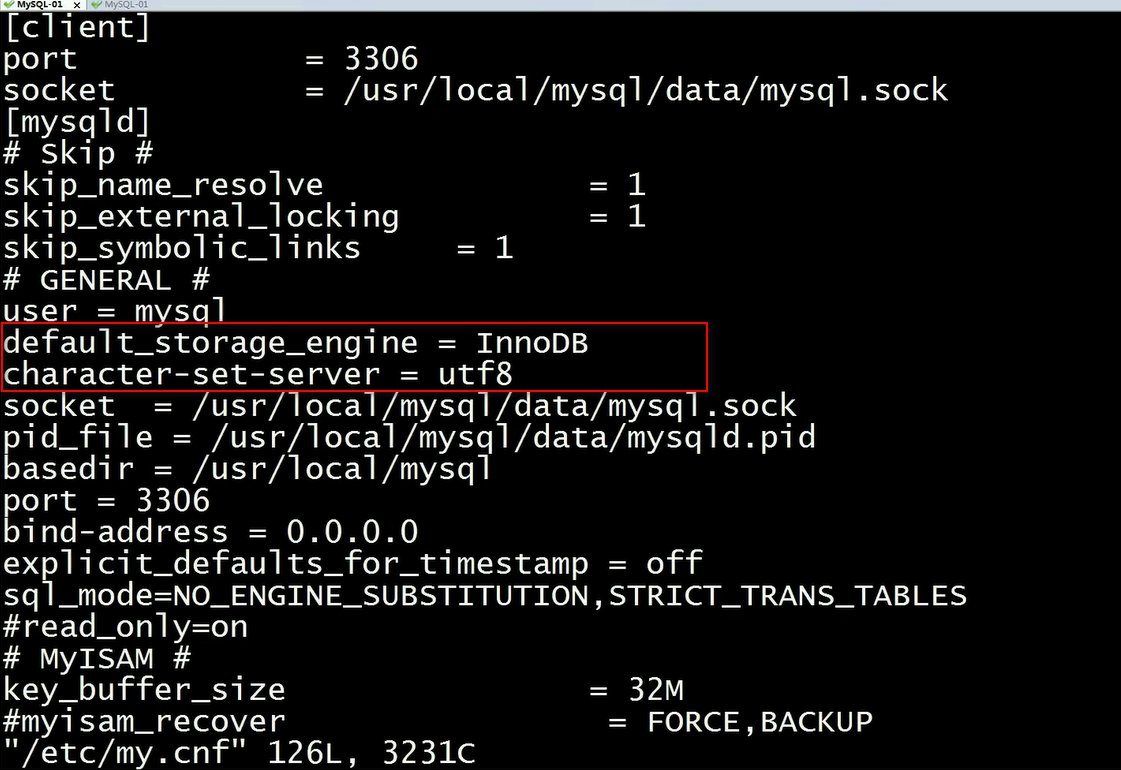 MySQL-01 × MySQL-01
[client]
port = 3306
socket = /usr/local/mysql/data/mysql.sock
[mysqld]
# Skip #
skip_name_resolve = 1
skip_external_locking = 1
skip_symbolic_links = 1
# GENERAL #
user = mysql
default_storage_engine = InnoDB
character-set-server = utf8
socket = /usr/local/mysql/data/mysql.sock
pid_file = /usr/local/mysql/data/mysqld.pid
basedir = /usr/local/mysql
port = 3306
bind-address = 0.0.0.0
explicit_defaults_for_timestamp = off
sql_mode=NO_ENGINE_SUBSTITUTION,STRICT_TRANS_TABLES
#read_only=on
# MyISAM #
key_buffer_size = 32M
#myisam_recover = FORCE,BACKUP
"/etc/my.cnf" 126L, 3231C